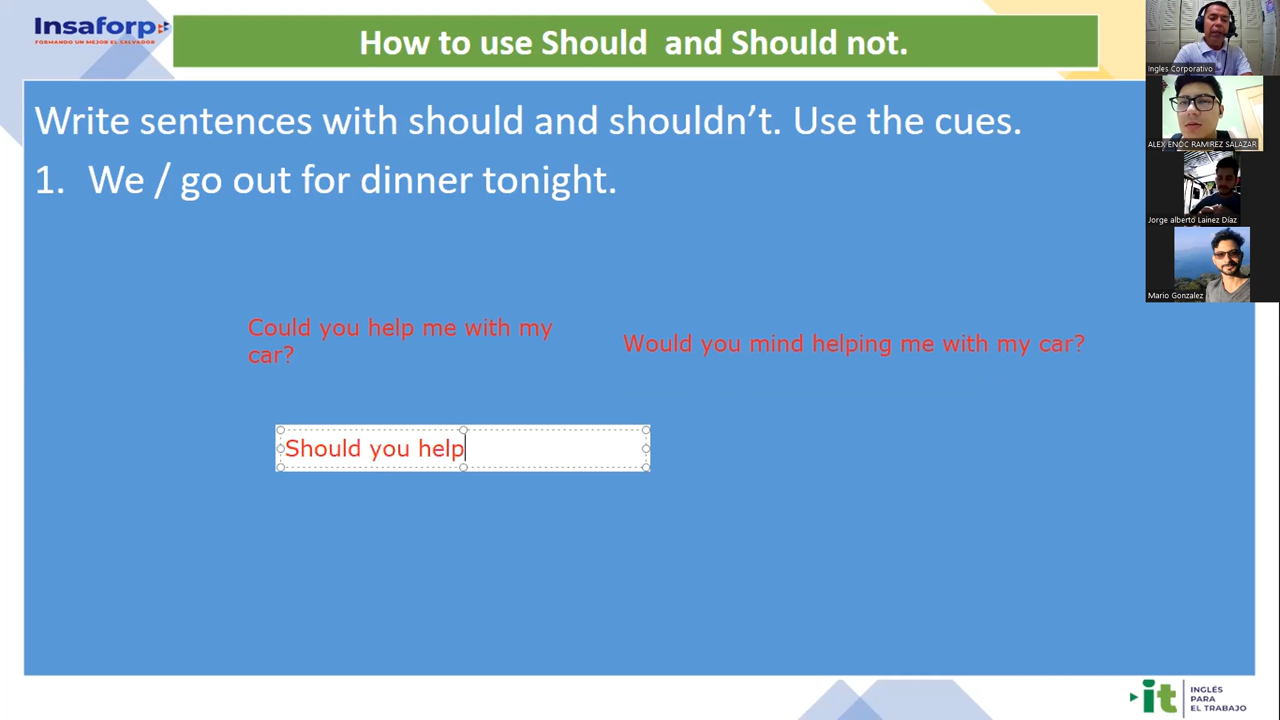 Insaforp
FORMANDO UN MEJOR EL SALVADOR
How to use Should and Should not.
Write sentences with should and shouldn't. Use the cues.
1. We / go out for dinner tonight.
Could you help me with my
car?
Would you mind helping me with my car?
Should you help
Ingles Corporativo
ALEX ENOC RAMIREZ SALAZAR
Jorge alberto Lainez Díaz
Mario Gonzalez
it
INGLÉS
PARA
EL TRABAJO